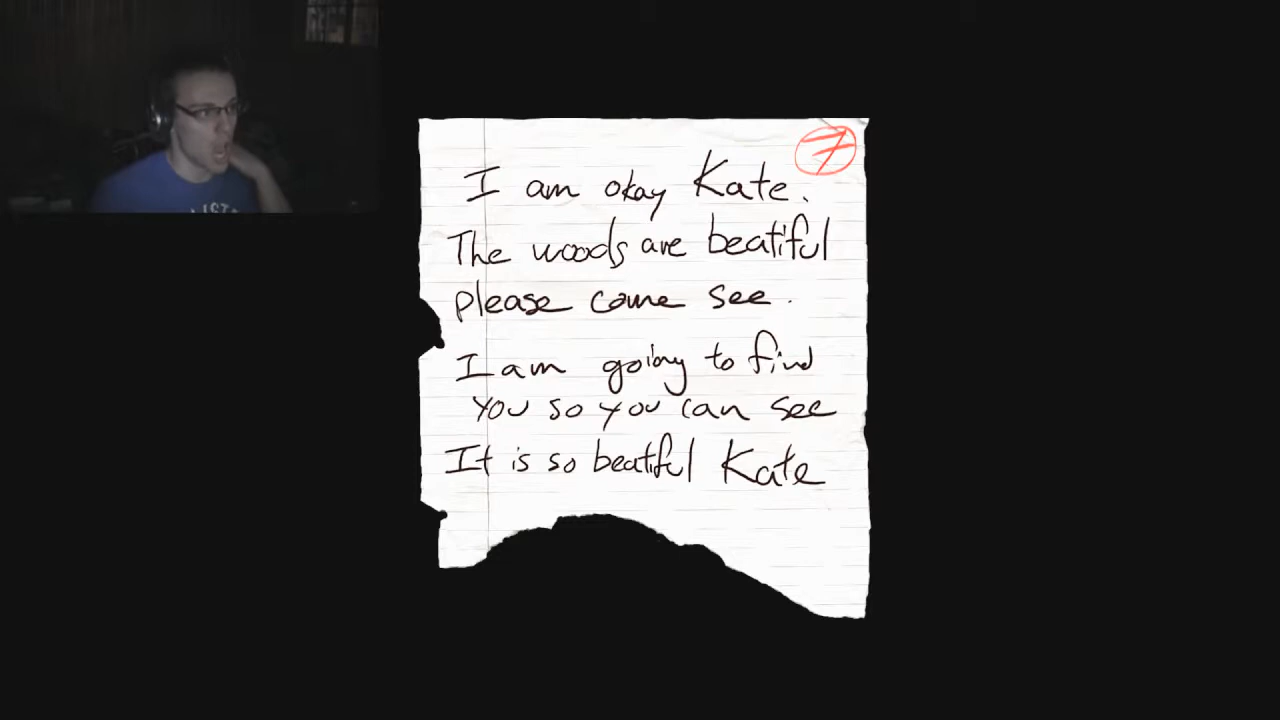 7
I am okay Kate.
The woods are beatiful
please come see.
I am going to find
you so you can see
It is so beatiful Kate